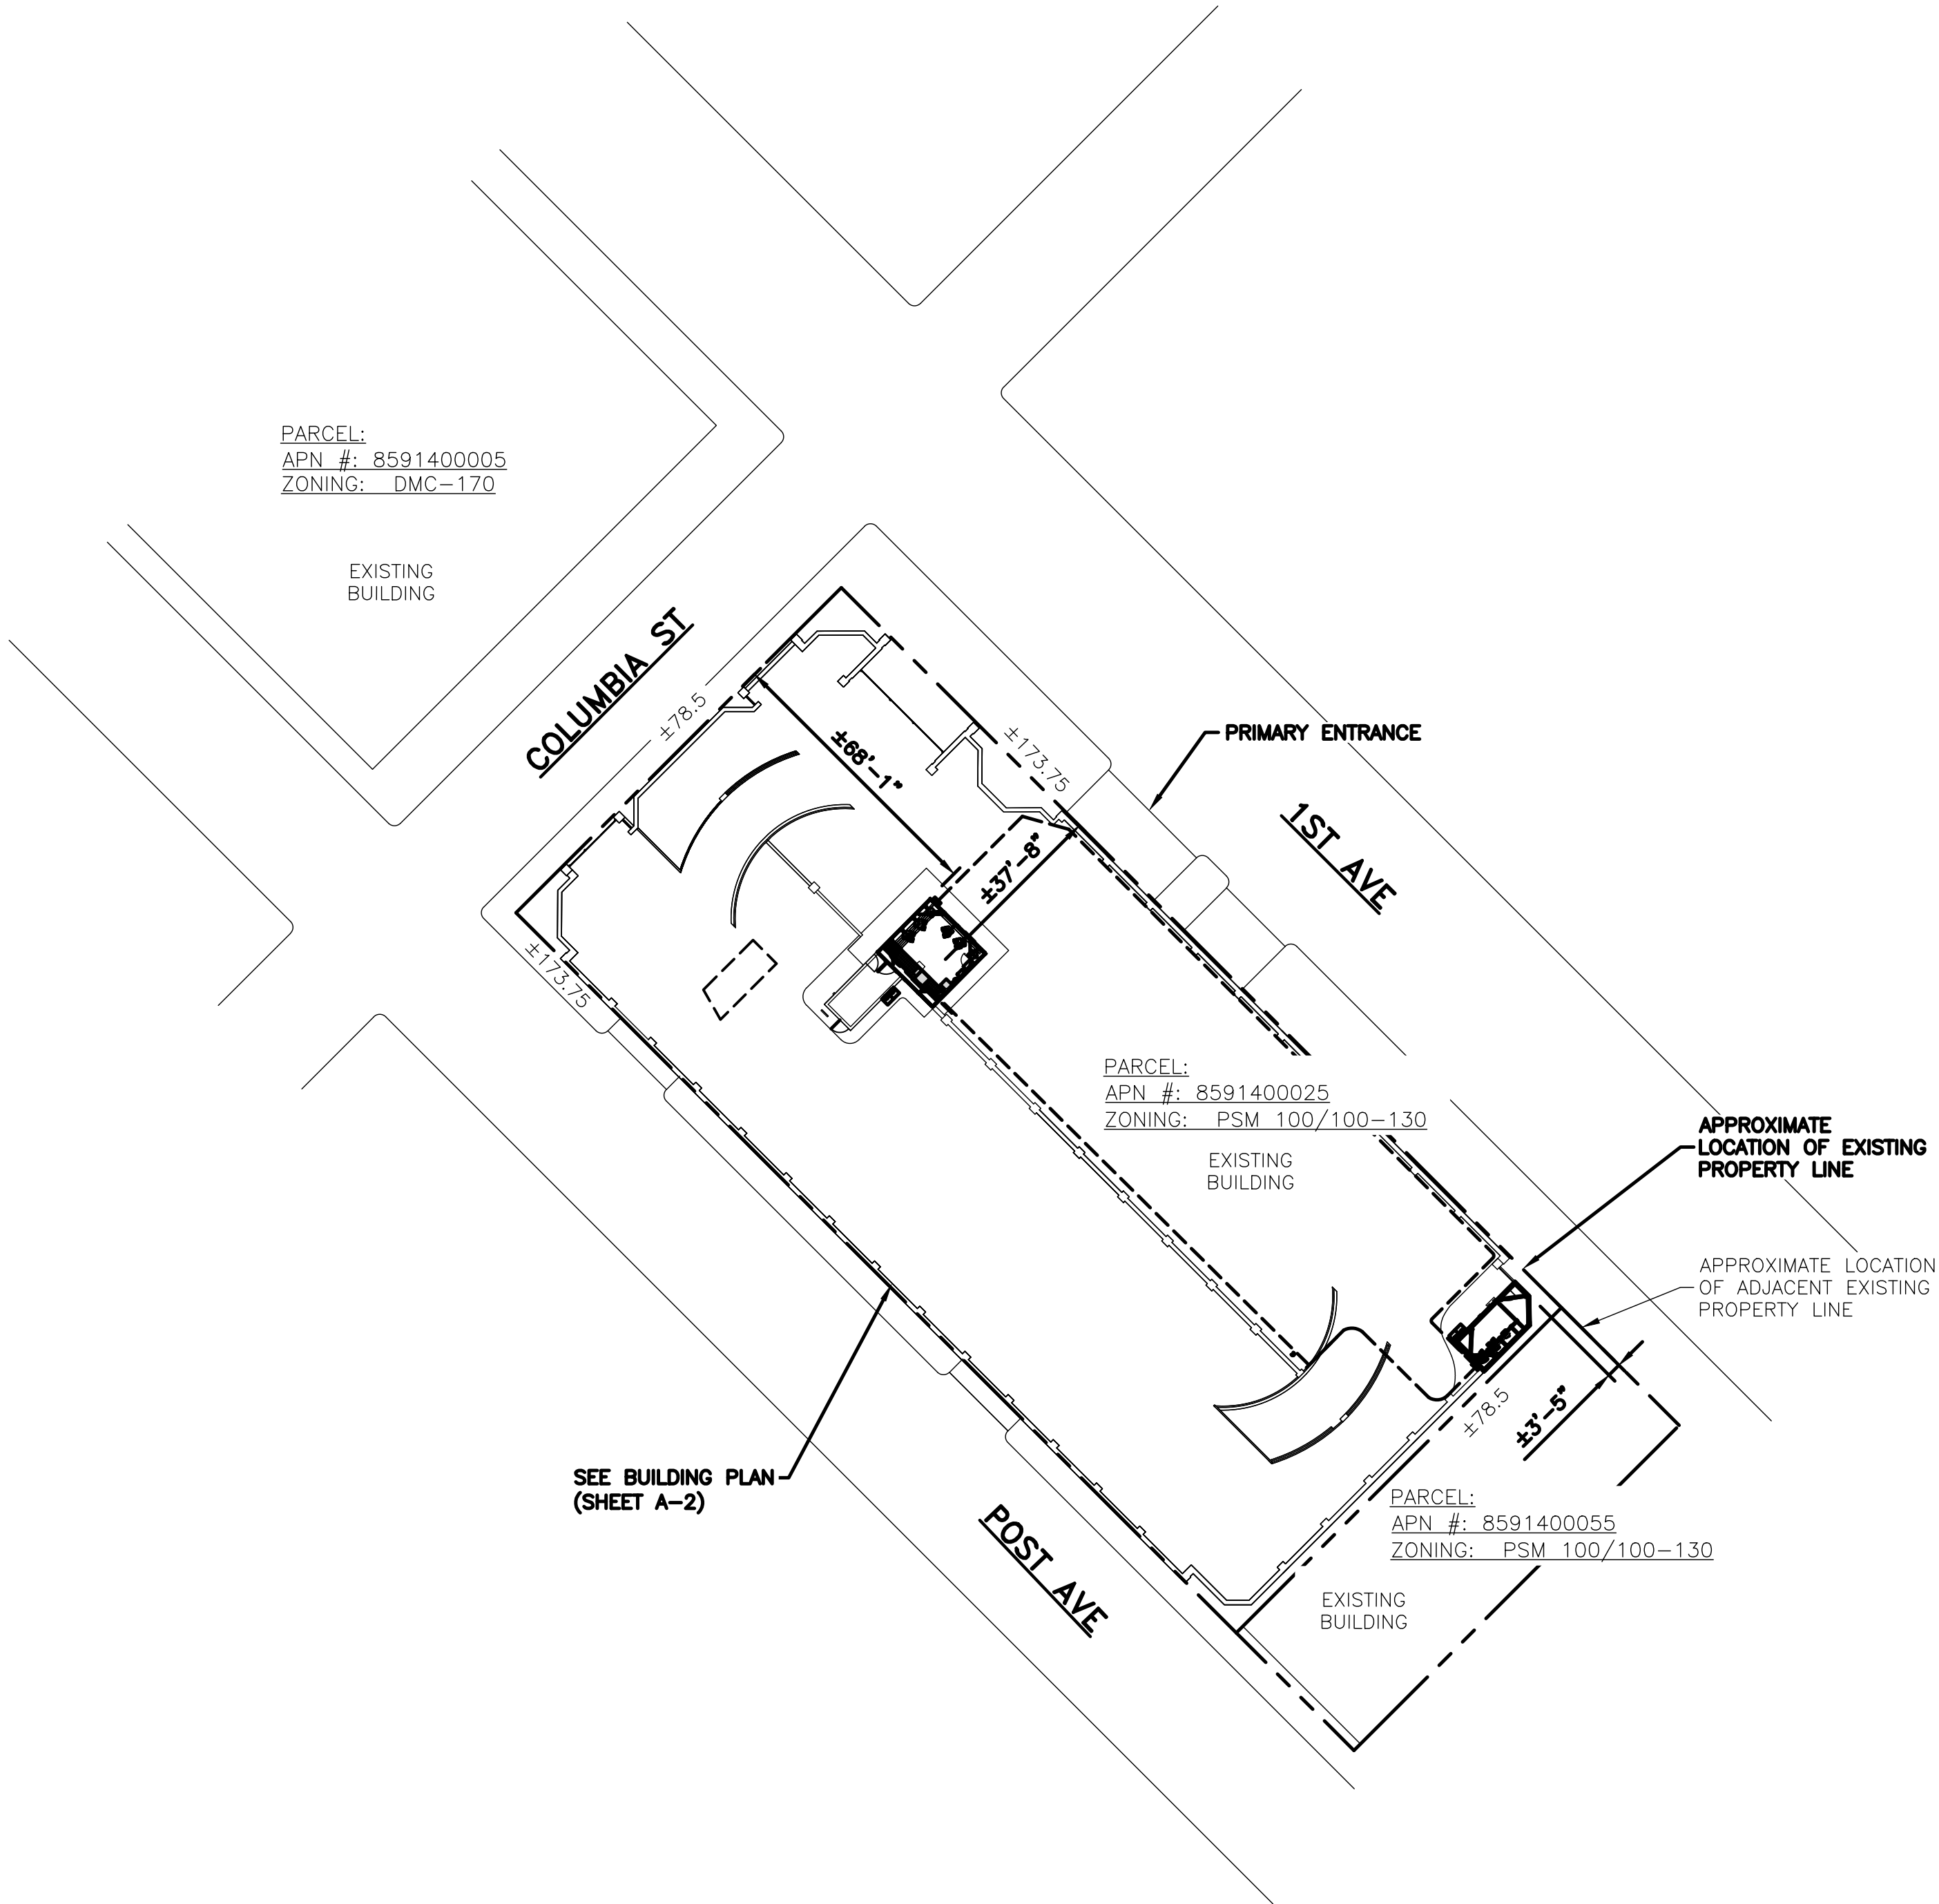 PARCEL:
APN #: 8591400005
ZONING: DMC-170
EXISTING
BUILDING
COLUMBIA ST
±78.5
±68'-1"
±173.75
PRIMARY ENTRANCE
1ST AVE
±37'-8"
±173.75
PARCEL:
APN #: 8591400025
ZONING: PSM 100/100-130
EXISTING
BUILDING
APPROXIMATE
LOCATION OF EXISTING
PROPERTY LINE
APPROXIMATE LOCATION
OF ADJACENT EXISTING
PROPERTY LINE
±78.5
±3'-5"
SEE BUILDING PLAN
(SHEET A-2)
POST AVE
PARCEL:
APN #: 8591400055
ZONING: PSM 100/100-130
EXISTING
BUILDING